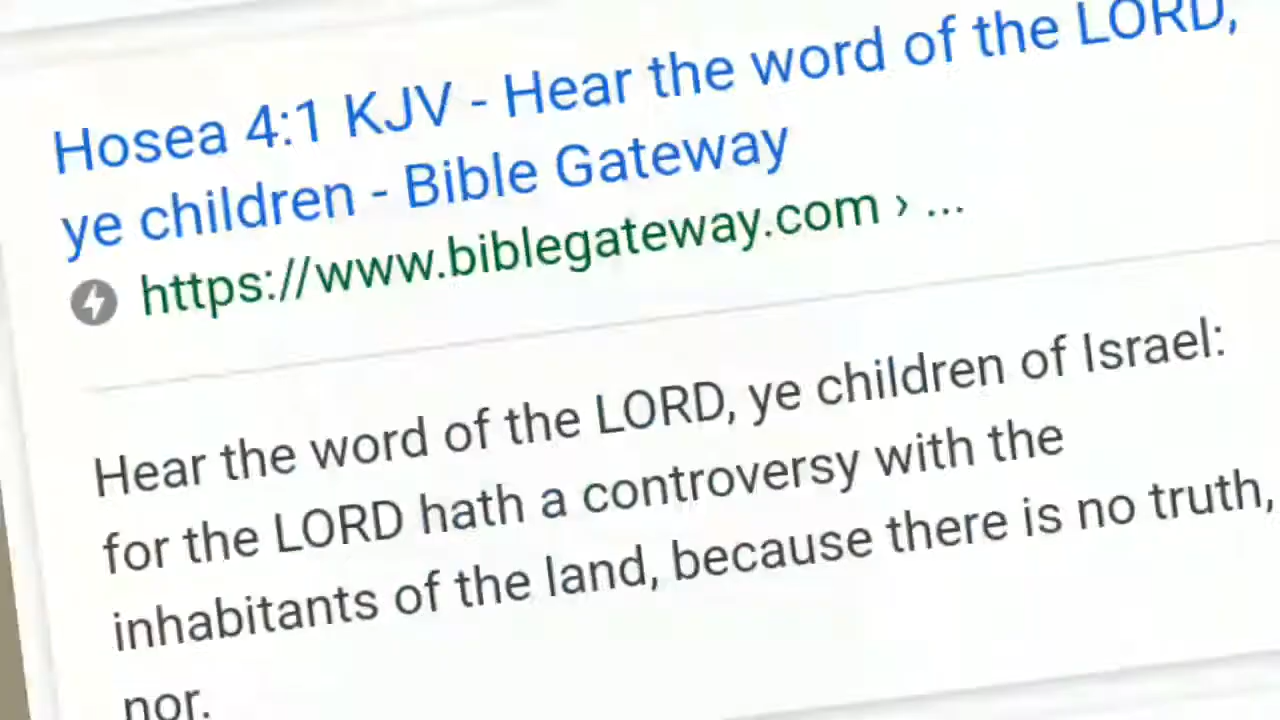 Hosea 4:1 KJV - Hear the word of the LORD,
ye children - Bible Gateway
https://www.biblegateway.com › ...
Hear the word of the LORD, ye children of Israel:
for the LORD hath a controversy with the
inhabitants of the land, because there is no truth,
nor.